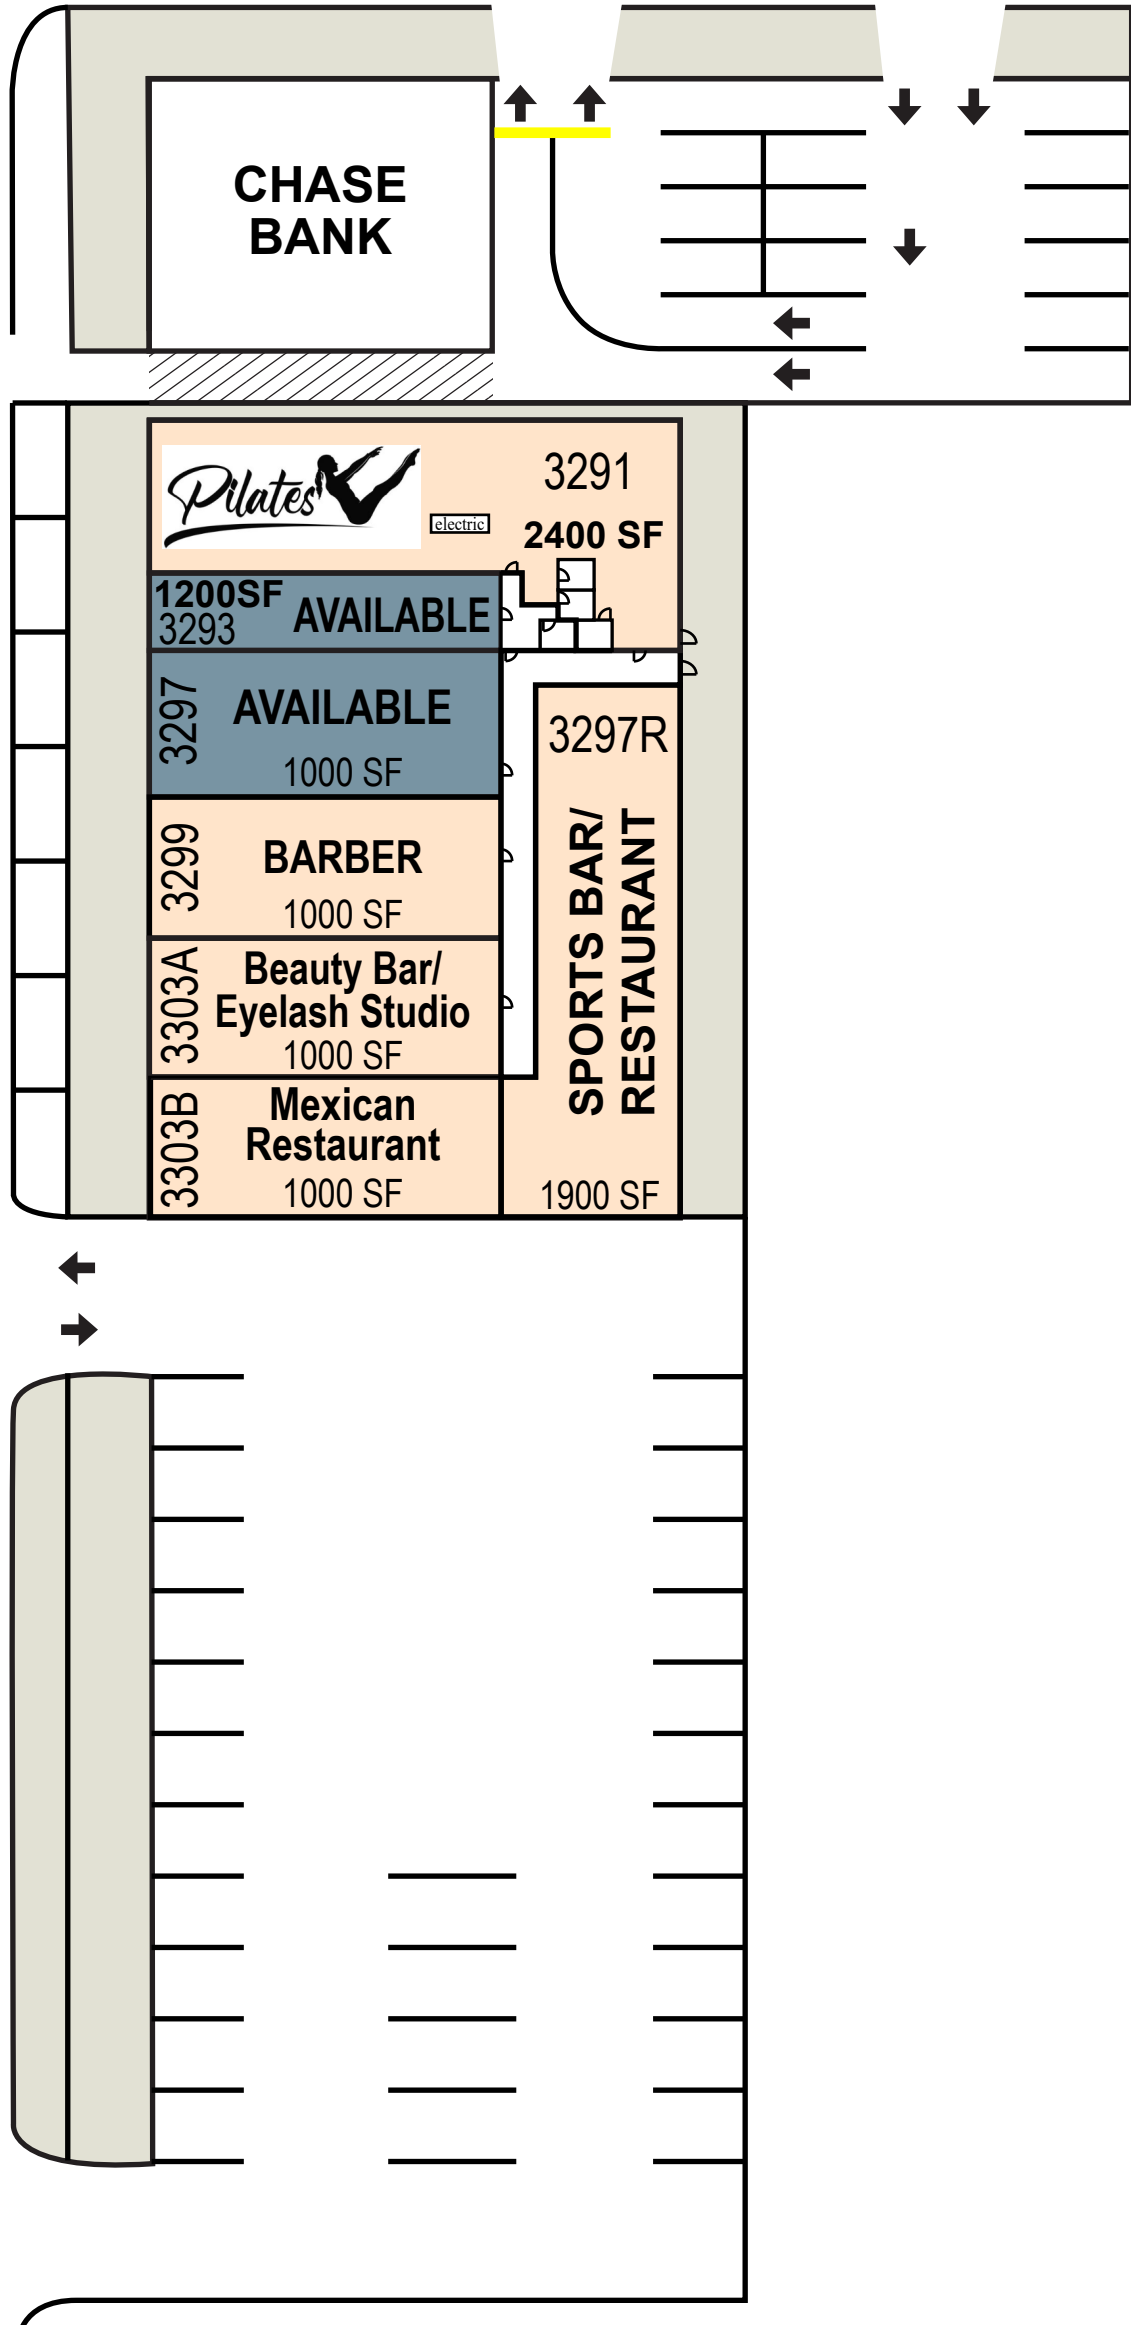 CHASE
BANK
Pilates
electric
3291
2400 SF
1200SF
3293
AVAILABLE
3297
AVAILABLE
1000 SF
3297R
SPORTS BAR/
RESTAURANT
1900 SF
3299
BARBER
1000 SF
3303A
Beauty Bar/
Eyelash Studio
1000 SF
3303B
Mexican
Restaurant
1000 SF